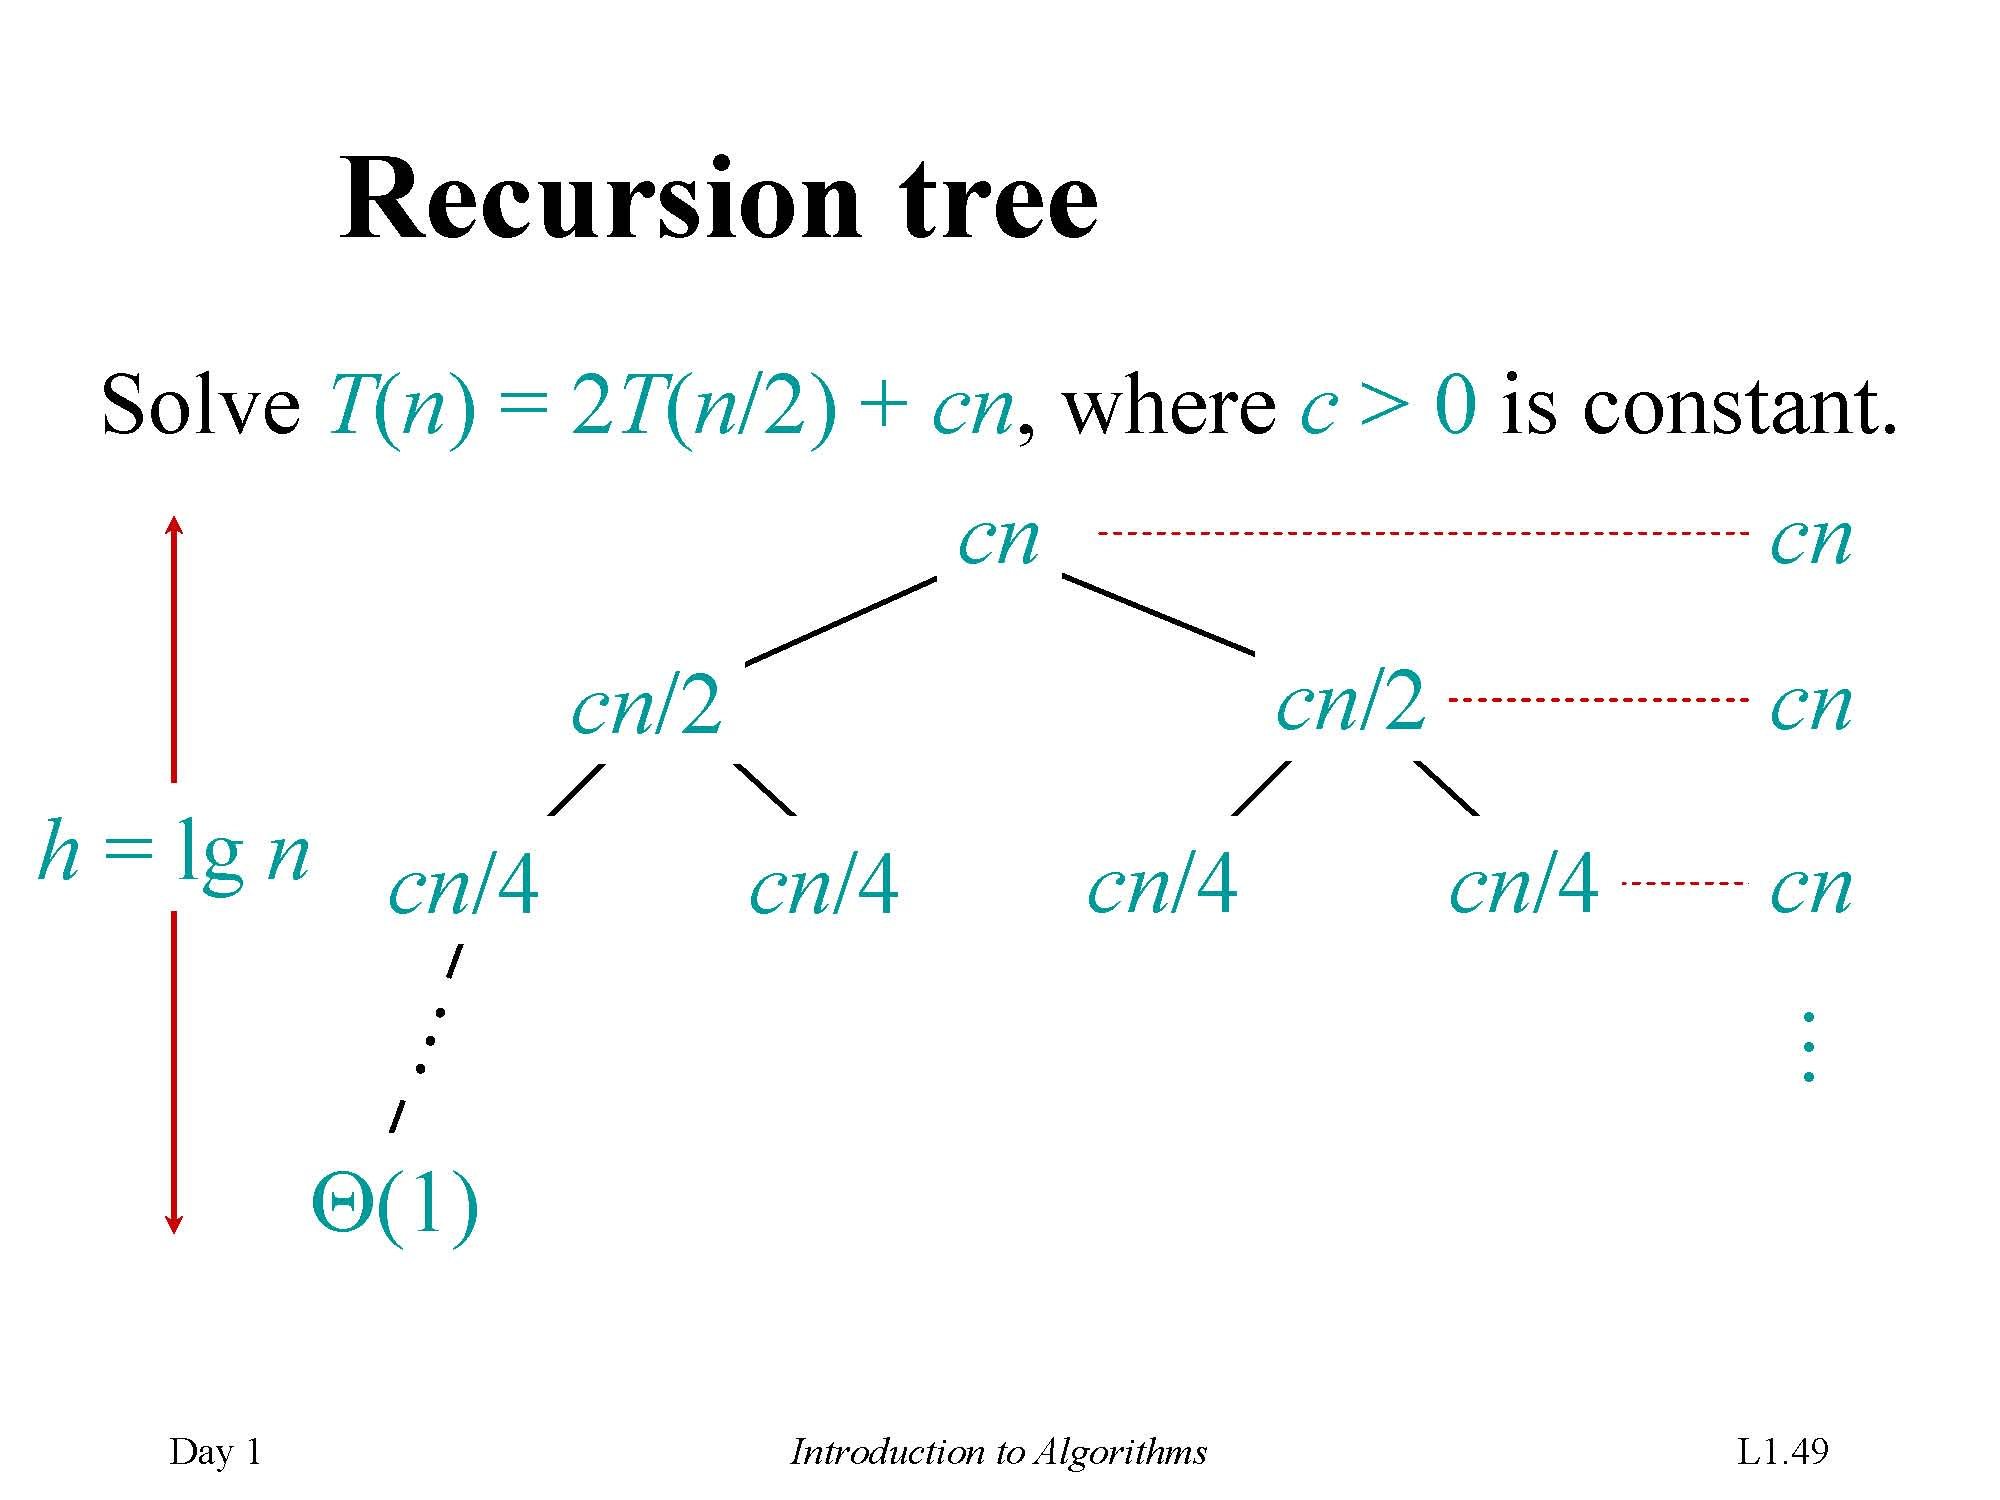 Recursion tree
Solve T(n) = 2T(n/2) + cn, where c > 0 is constant.
cn cn
cn/2 cn/2 cn
h = lg n cn/4 cn/4 cn/4 cn/4 cn
Θ(1)
Day 1 Introduction to Algorithms L1.49